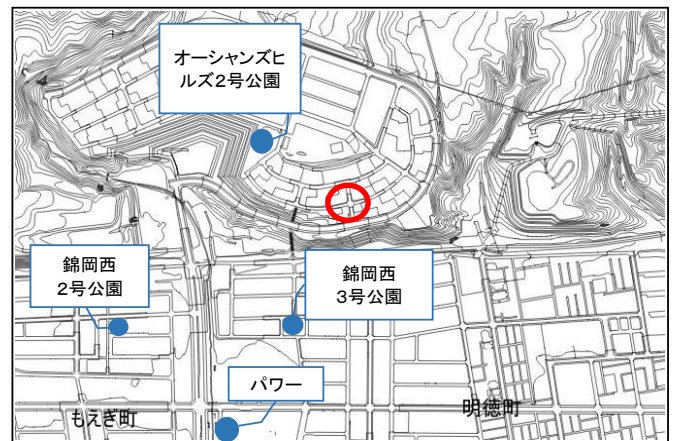 オーシャンズヒ
ルズ2号公園
錦岡西
2号公園
錦岡西
3号公園
パワー
もえぎ町
明徳町